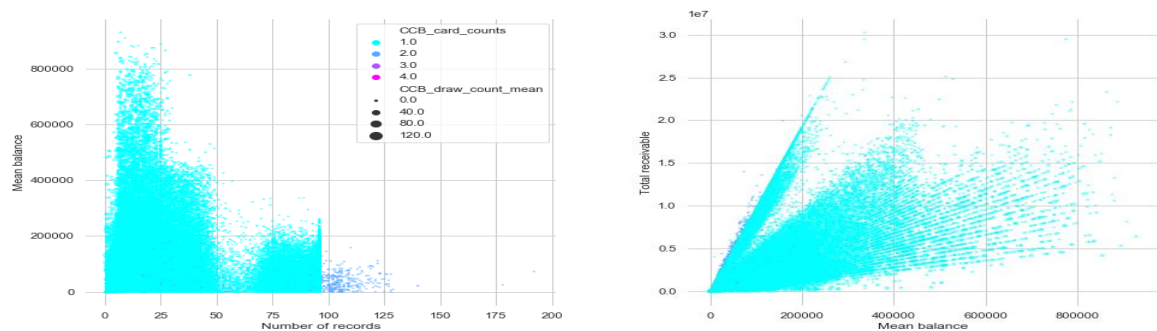 CCB_card_counts
1.0
2.0
3.0
4.0
CCB_draw_count_mean
0.0
40.0
80.0
120.0
Mean balance
800000
600000
400000
200000
0
0 25 50 75 100 125 150 175 200
Number of records
1e7
Total receivable
3.0
2.5
2.0
1.5
1.0
0.5
0.0
0 200000 400000 600000 800000
Mean balance